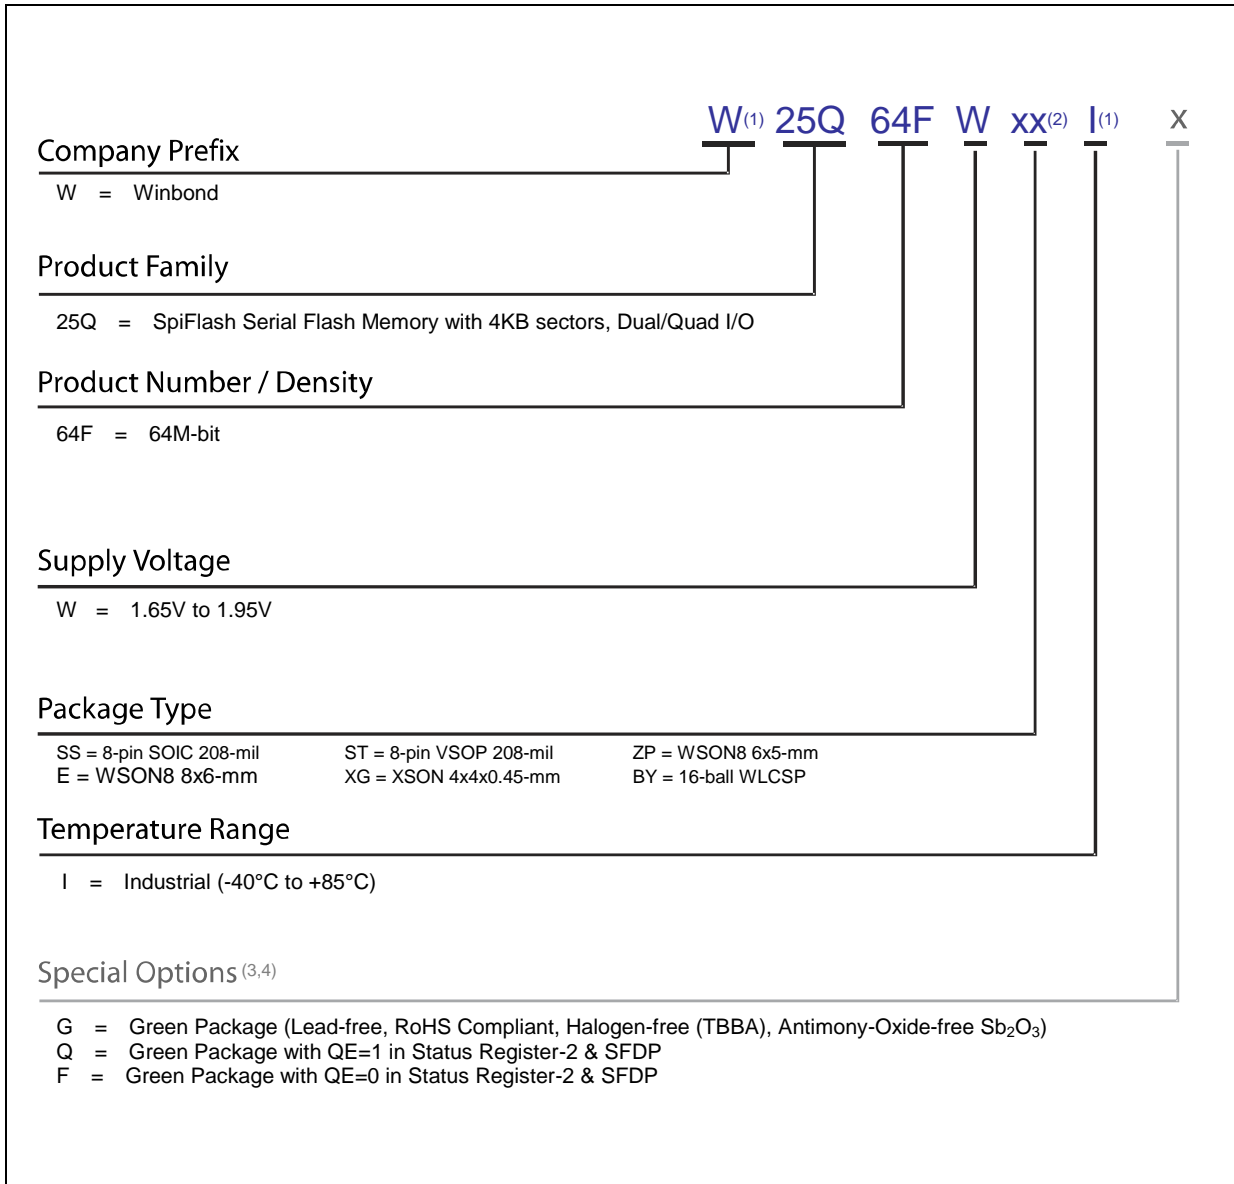 W(1) 25Q 64F W xx(2) I(1) x
Company Prefix
W = Winbond
Product Family
25Q = SpiFlash Serial Flash Memory with 4KB sectors, Dual/Quad I/O
Product Number / Density
64F = 64M-bit
Supply Voltage
W = 1.65V to 1.95V
Package Type
SS = 8-pin SOIC 208-mil ST = 8-pin VSOP 208-mil ZP = WSON8 6x5-mm
E = WSON8 8x6-mm XG = XSON 4x4x0.45-mm BY = 16-ball WLCSP
Temperature Range
I = Industrial (-40°C to +85°C)
Special Options (3,4)
G = Green Package (Lead-free, RoHS Compliant, Halogen-free (TBBA), Antimony-Oxide-free Sb₂O₃)
Q = Green Package with QE=1 in Status Register-2 & SFDP
F = Green Package with QE=0 in Status Register-2 & SFDP